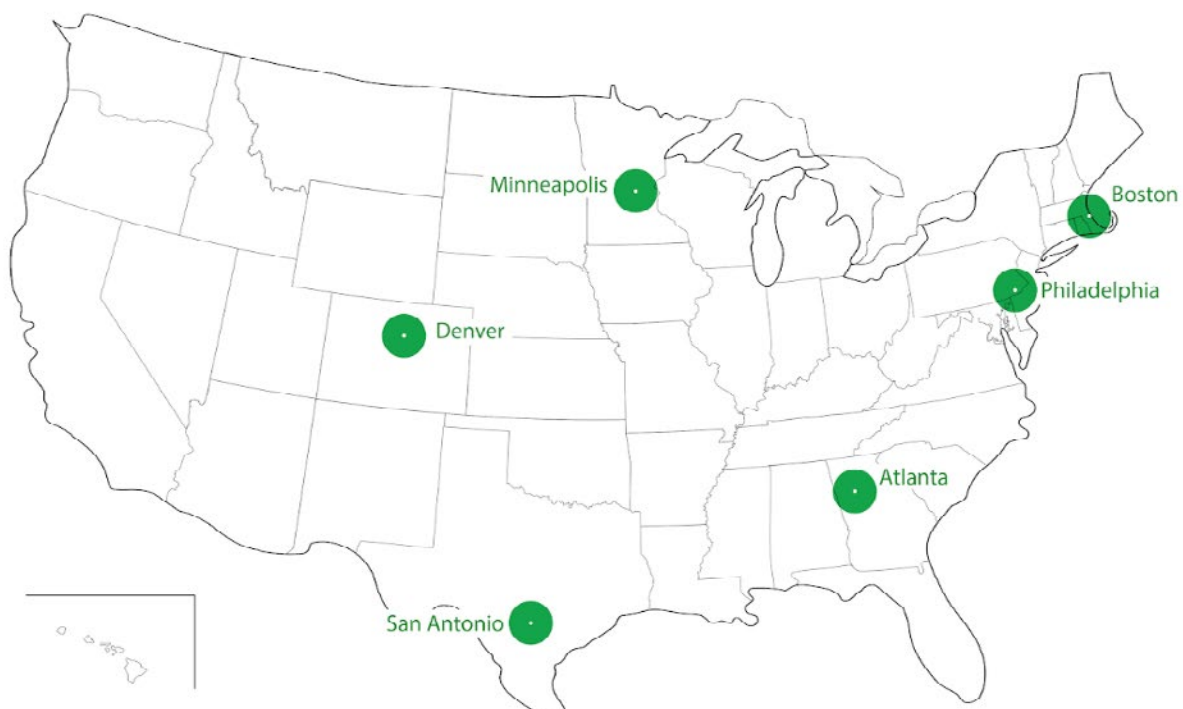 Minneapolis
Boston
Philadelphia
Denver
Atlanta
San Antonio